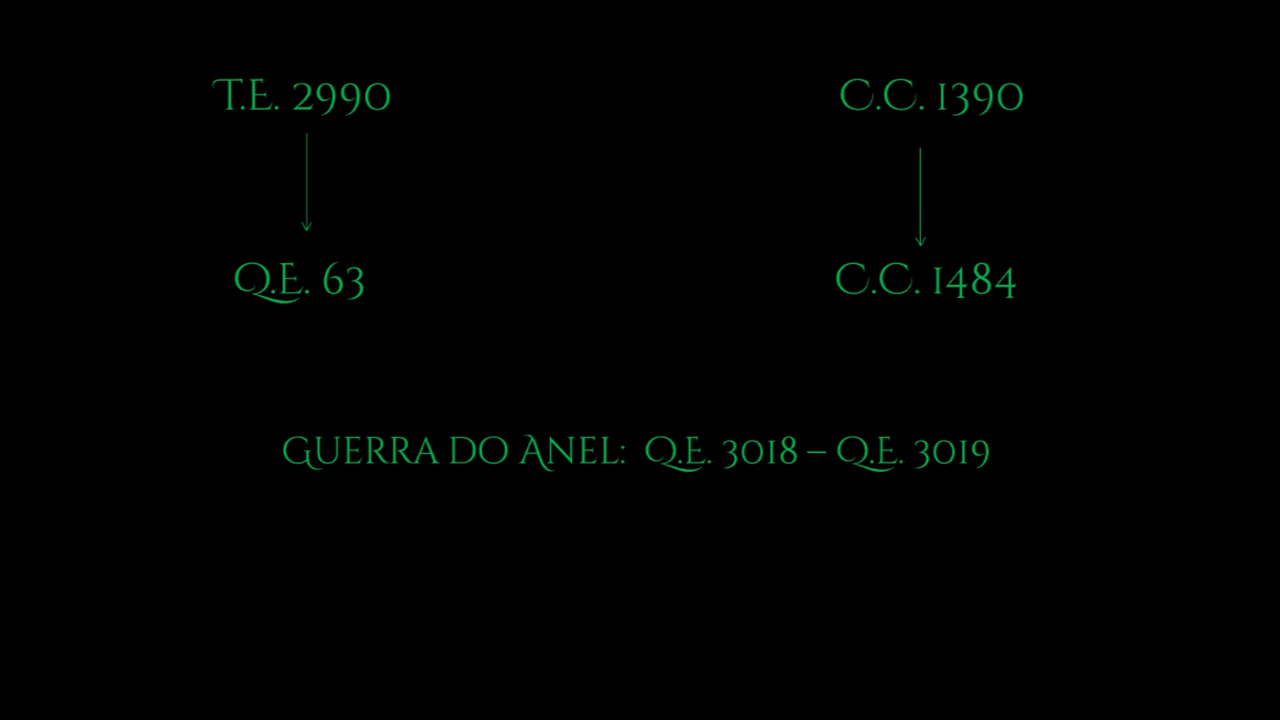 T.E. 2990
C.C. 1390
Q.E. 63
C.C. 1484
Guerra do Anel: Q.E. 3018 – Q.E. 3019